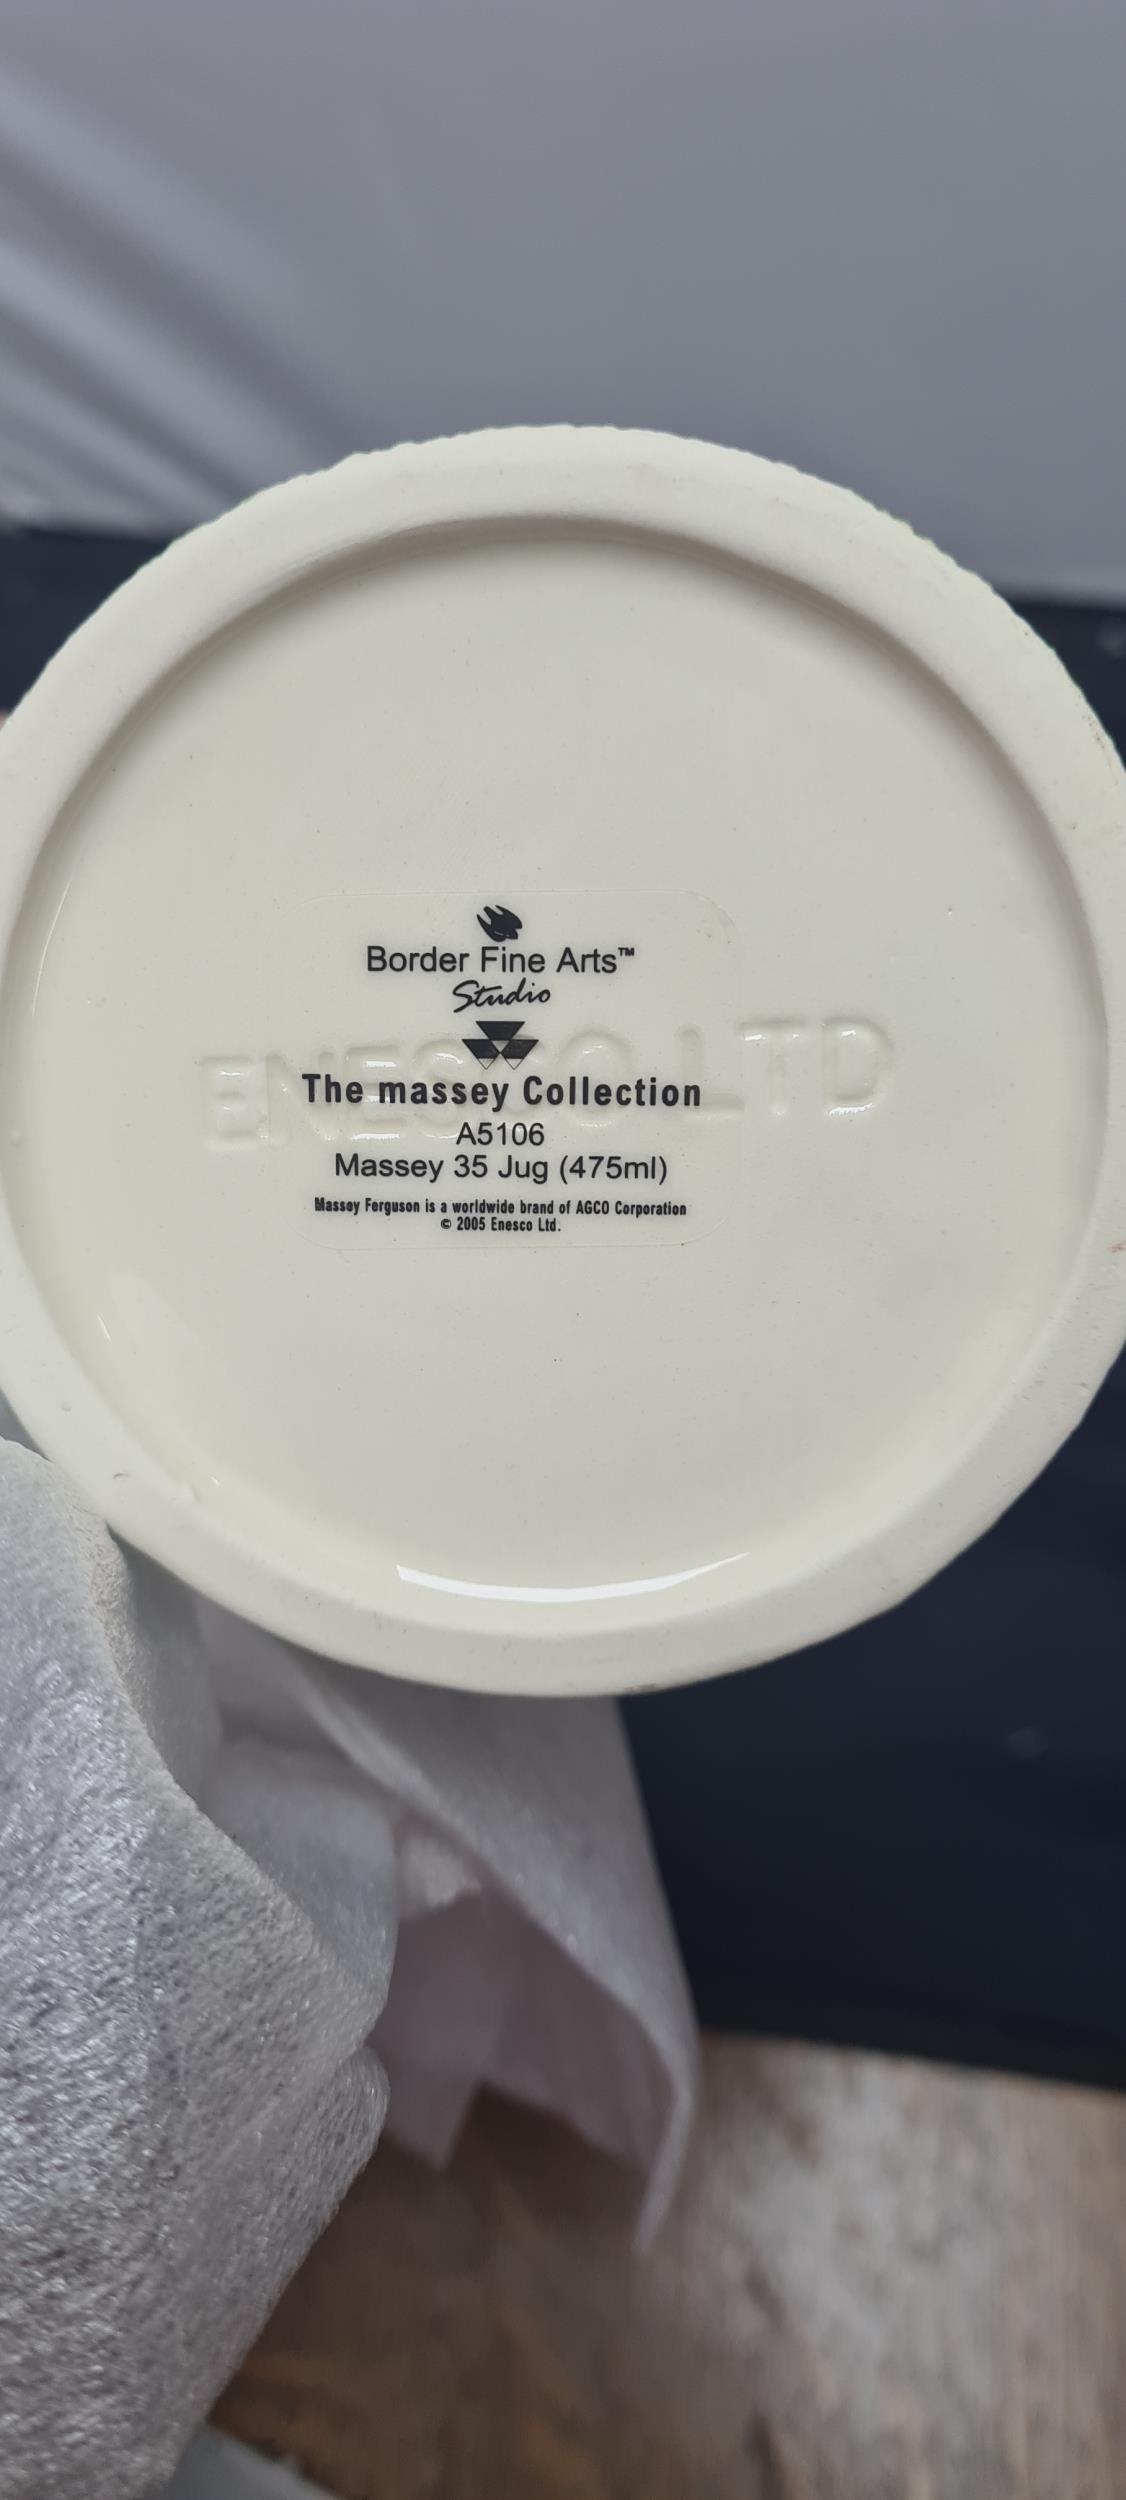 Border Fine Arts™
Studio
ENESCO LTD
The massey Collection
A5106
Massey 35 Jug (475ml)
Massey Ferguson is a worldwide brand of AGCO Corporation
© 2005 Enesco Ltd.